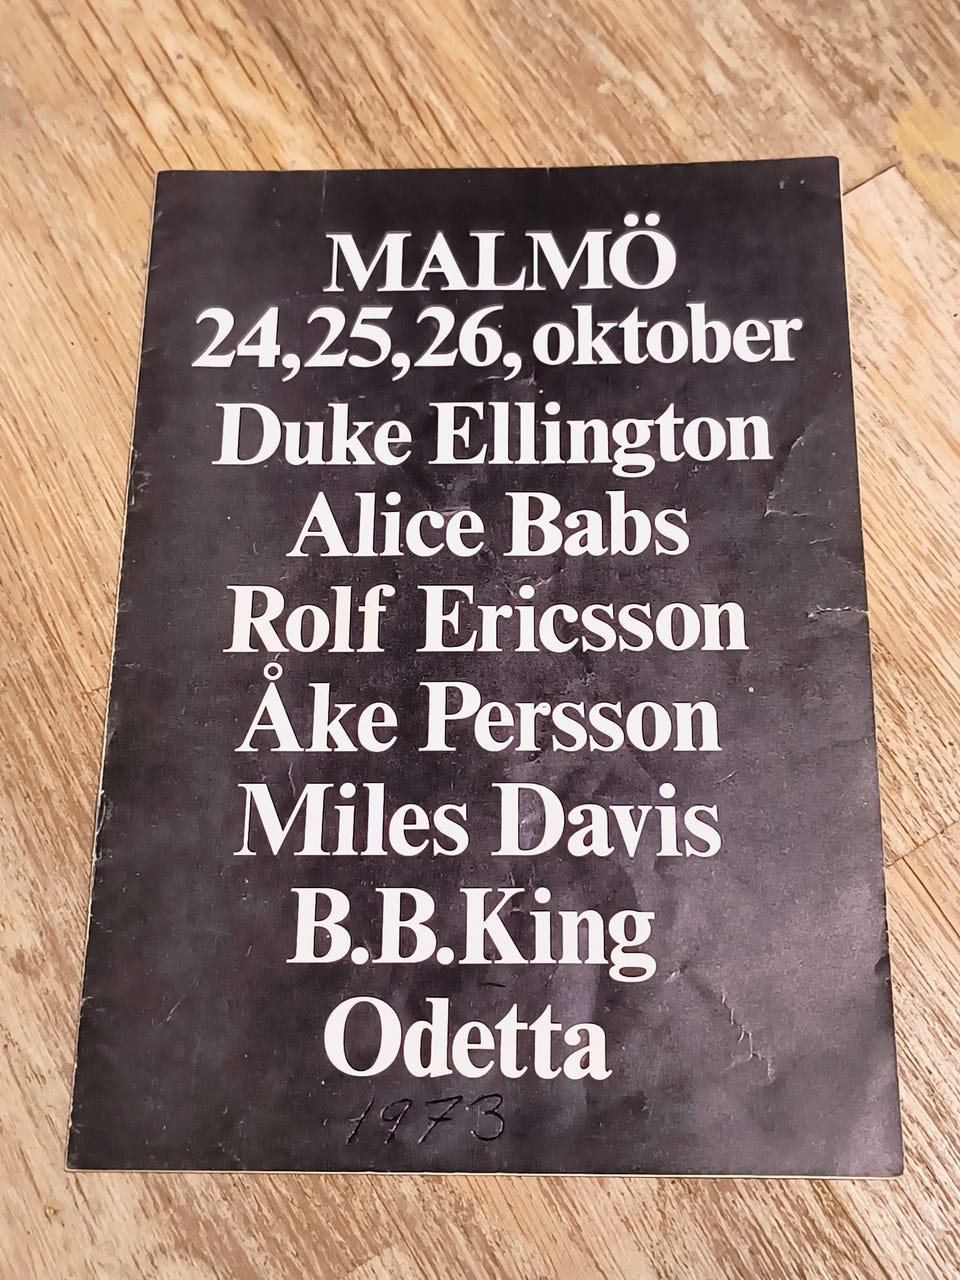 MALMÖ
24,25,26, oktober
Duke Ellington
Alice Babs
Rolf Ericsson
Åke Persson
Miles Davis
B.B.King
Odetta
1973